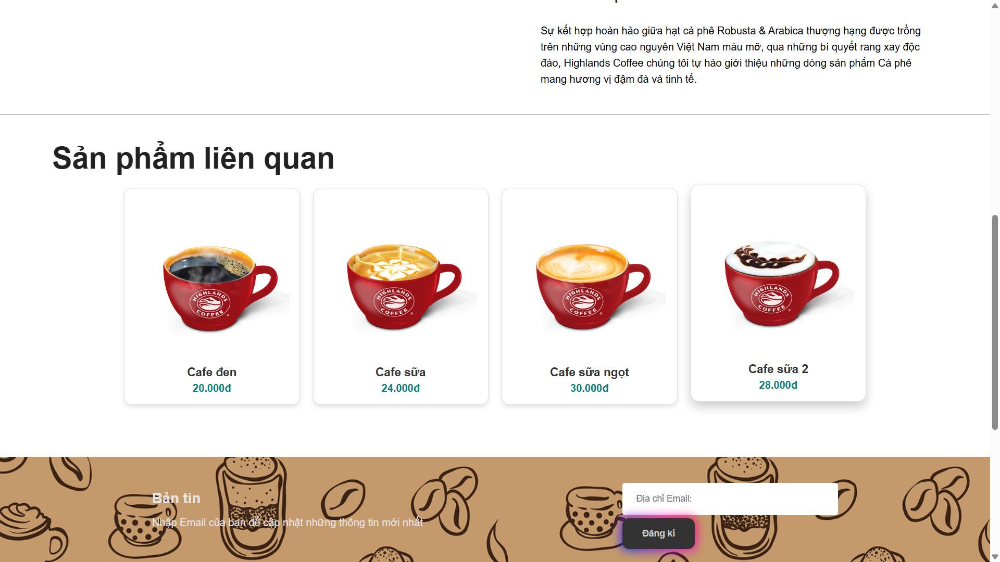 Sự kết hợp hoàn hảo giữa hạt cà phê Robusta & Arabica thượng hạng được trồng
trên những vùng cao nguyên Việt Nam màu mỡ, qua những bí quyết rang xay độc
đáo, Highlands Coffee chúng tôi tự hào giới thiệu những dòng sản phẩm Cà phê
mang hương vị đậm đà và tinh tế.
Sản phẩm liên quan
HIGHLANDS COFFEE ®
HIGHLANDS COFFEE ®
HIGHLANDS COFFEE ®
HIGHLANDS COFFEE ®
Cafe đen
20.000đ
Cafe sữa
24.000đ
Cafe sữa ngọt
30.000đ
Cafe sữa 2
28.000đ
Bản tin
Nhập Email của bạn để cập nhật những thông tin mới nhất
Địa chỉ Email:
Đăng kí